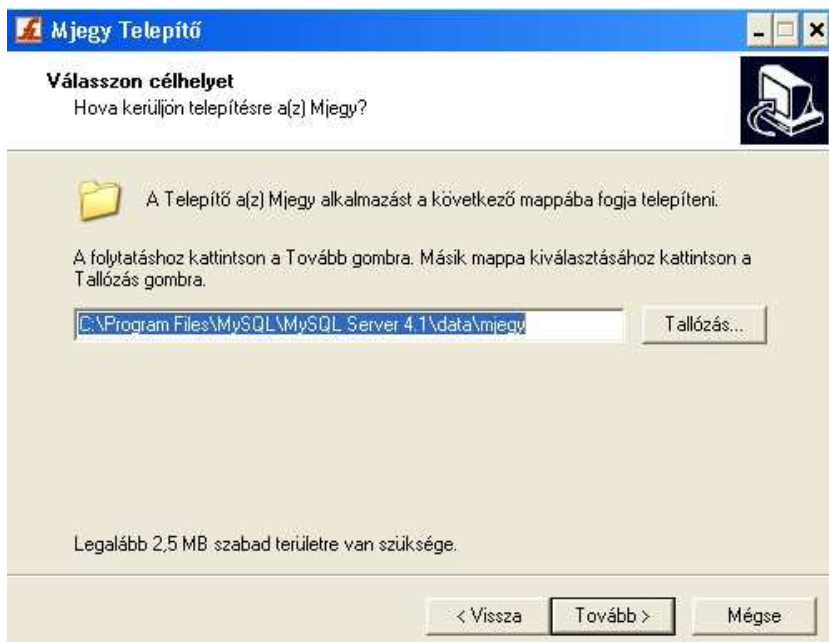 Mjegy Telepítő
Válasszon célhelyet
Hova kerüljön telepítésre a(z) Mjegy?
A Telepítő a(z) Mjegy alkalmazást a következő mappába fogja telepíteni.
A folytatáshoz kattintson a Tovább gombra. Másik mappa kiválasztásához kattintson a
Tallózás gombra.
C:\Program Files\MySQL\MySQL Server 4.1\data\mjegy
Tallózás...
Legalább 2,5 MB szabad területre van szüksége.
< Vissza
Tovább >
Mégse